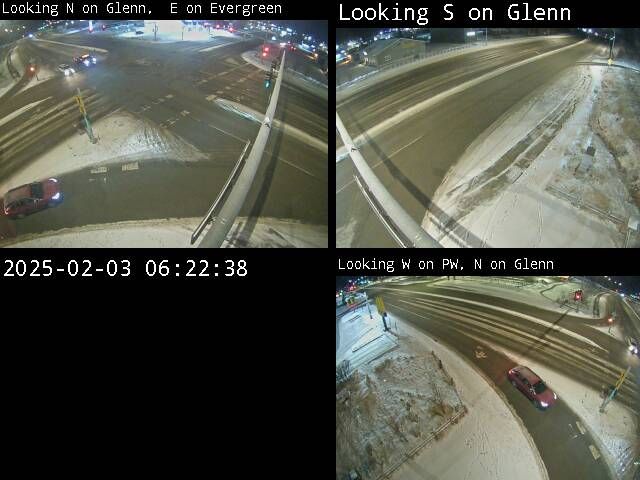 Looking N on Glenn, E on Evergreen
Looking S on Glenn
2025-02-03 06:22:38
Looking W on PW, N on Glenn